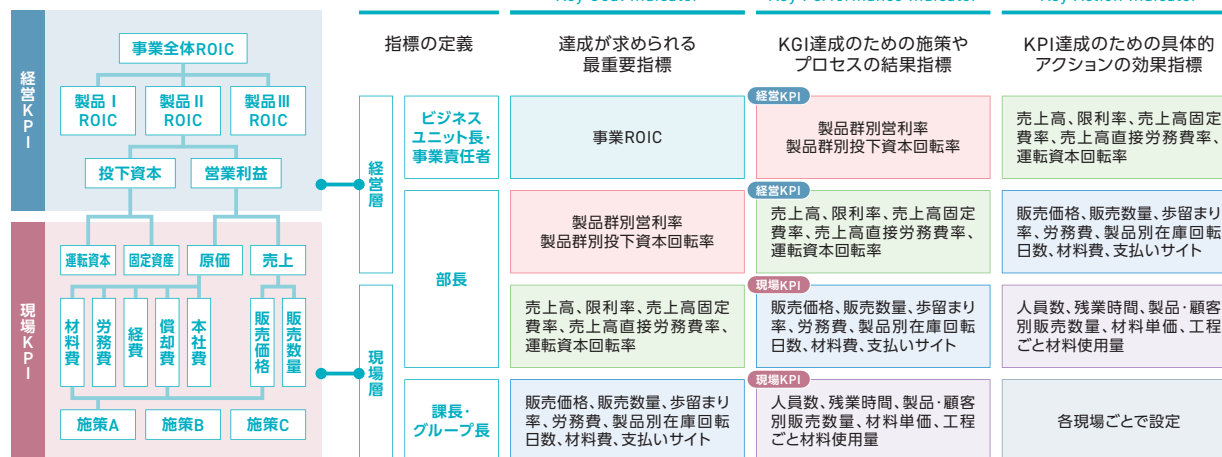 経営KPI
事業全体ROIC
製品Ⅰ
ROIC
製品Ⅱ
ROIC
製品Ⅲ
ROIC
投下資本
営業利益
現場KPI
運転資本
固定資産
原価
売上
材料費
労務費
経費
償却費
本社費
販売価格
販売数量
施策A
施策B
施策C
指標の定義
達成が求められる
最重要指標
KGI達成のための施策や
プロセスの結果指標
KPI達成のための具体的
アクションの効果指標
経営層
ビジネス
ユニット長・
事業責任者
事業ROIC
経営KPI
製品群別営利率
製品群別投下資本回転率
売上高、限利率、売上高固定
費率、売上高直接労務費率、
運転資本回転率
部長
製品群別営利率
製品群別投下資本回転率
経営KPI
売上高、限利率、売上高固定
費率、売上高直接労務費率、
運転資本回転率
販売価格、販売数量、歩留まり
率、労務費、製品別在庫回転
日数、材料費、支払いサイト
現場層
売上高、限利率、売上高固定
費率、売上高直接労務費率、
運転資本回転率
現場KPI
販売価格、販売数量、歩留まり
率、労務費、製品別在庫回転
日数、材料費、支払いサイト
人員数、残業時間、製品・顧客
別販売数量、材料単価、工程
ごと材料使用量
課長・
グループ長
販売価格、販売数量、歩留まり
率、労務費、製品別在庫回転
日数、材料費、支払いサイト
現場KPI
人員数、残業時間、製品・顧客
別販売数量、材料単価、工程
ごと材料使用量
各現場ごとで設定